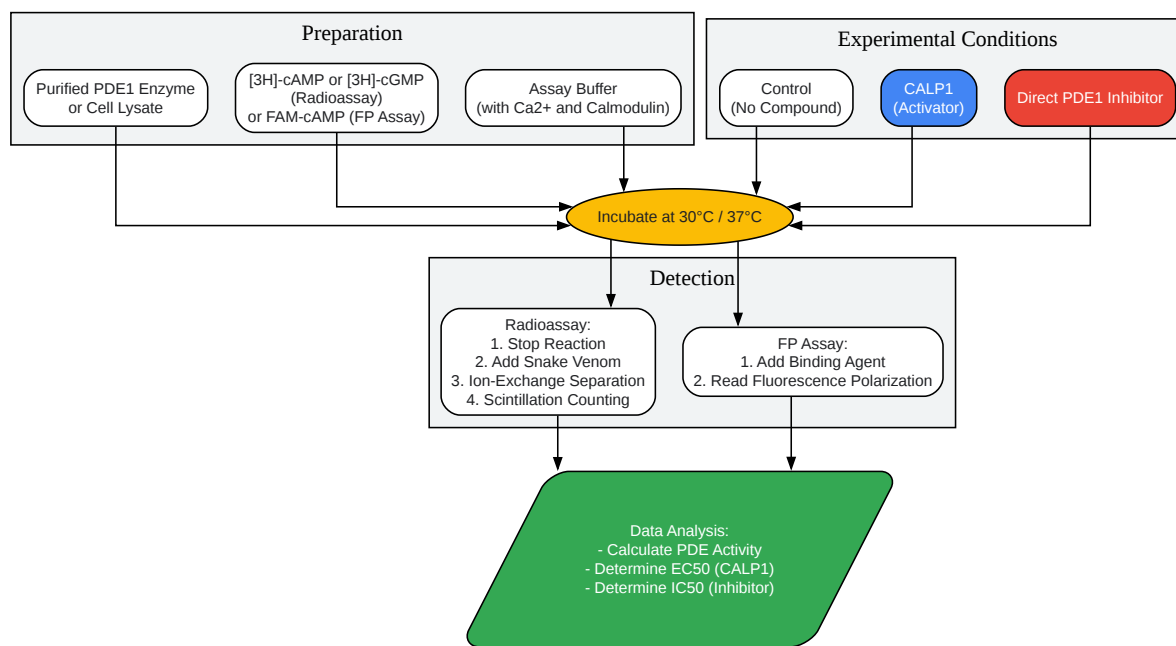 Preparation
Purified PDE1 Enzyme
or Cell Lysate
[3H]-cAMP or [3H]-cGMP
(Radioassay)
or FAM-cAMP (FP Assay)
Assay Buffer
(with Ca2+ and Calmodulin)
Experimental Conditions
Control
(No Compound)
CALP1
(Activator)
Direct PDE1 Inhibitor
Incubate at 30°C / 37°C
Detection
Radioassay:
1. Stop Reaction
2. Add Snake Venom
3. Ion-Exchange Separation
4. Scintillation Counting
FP Assay:
1. Add Binding Agent
2. Read Fluorescence Polarization
Data Analysis:
- Calculate PDE Activity
- Determine EC50 (CALP1)
- Determine IC50 (Inhibitor)